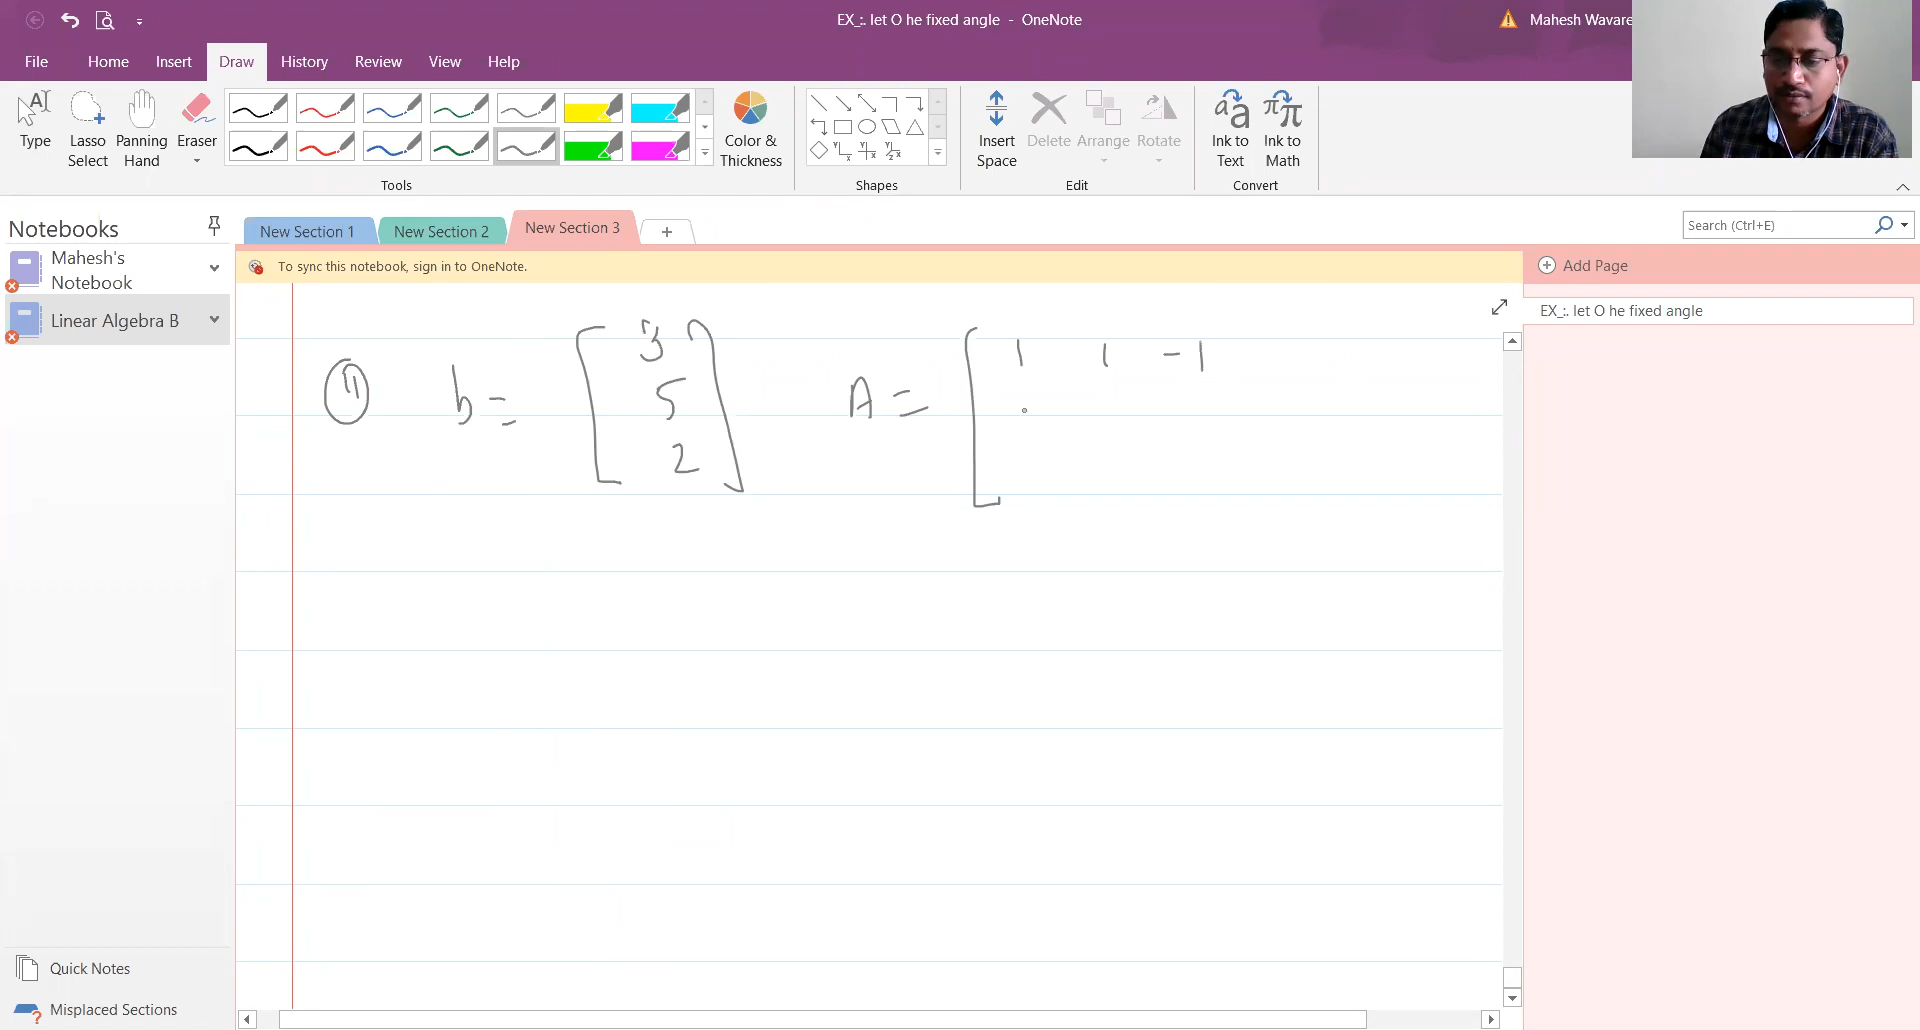 EX_:. let O he fixed angle - OneNote
Mahesh Wavare
File Home Insert Draw History Review View Help
Type
Lasso Select
Panning Hand
Eraser
Color & Thickness
Insert Space
Delete
Arrange
Rotate
Ink to Text
Ink to Math
Tools Shapes Edit Convert
Notebooks
New Section 1 New Section 2 New Section 3 +
Search (Ctrl+E)
Mahesh's Notebook
Linear Algebra B
To sync this notebook, sign in to OneNote.
Add Page
EX_:. let O he fixed angle
b = [ 3
5
2 ]
A = [ 1 1 -1
Quick Notes
Misplaced Sections